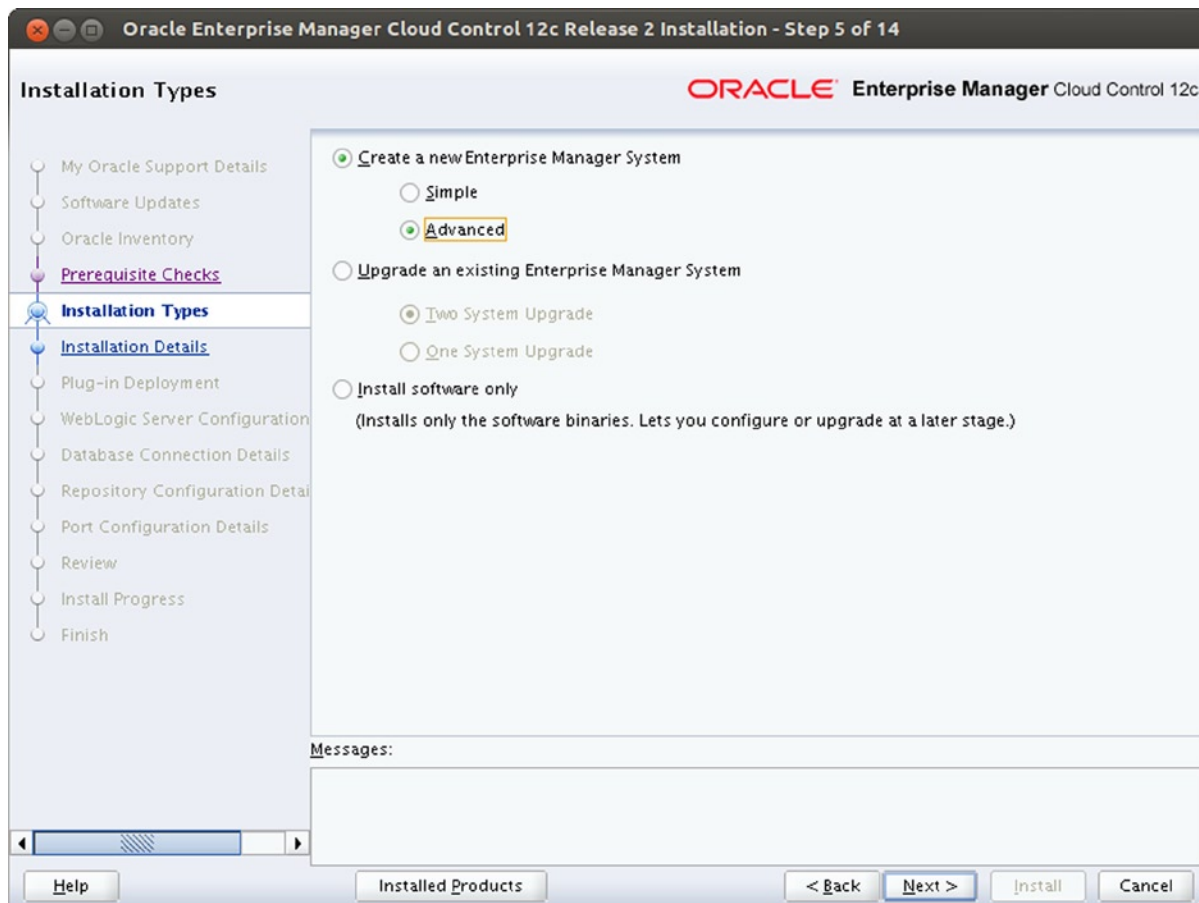 Oracle Enterprise Manager Cloud Control 12c Release 2 Installation - Step 5 of 14
Installation Types
ORACLE Enterprise Manager Cloud Control 12c
My Oracle Support Details
Software Updates
Oracle Inventory
Prerequisite Checks
Installation Types
Installation Details
Plug-in Deployment
WebLogic Server Configuration
Database Connection Details
Repository Configuration Detai
Port Configuration Details
Review
Install Progress
Finish
Create a new Enterprise Manager System
Simple
Advanced
Upgrade an existing Enterprise Manager System
Two System Upgrade
One System Upgrade
Install software only
(Installs only the software binaries. Lets you configure or upgrade at a later stage.)
Messages:
Help
Installed Products
< Back
Next >
Install
Cancel